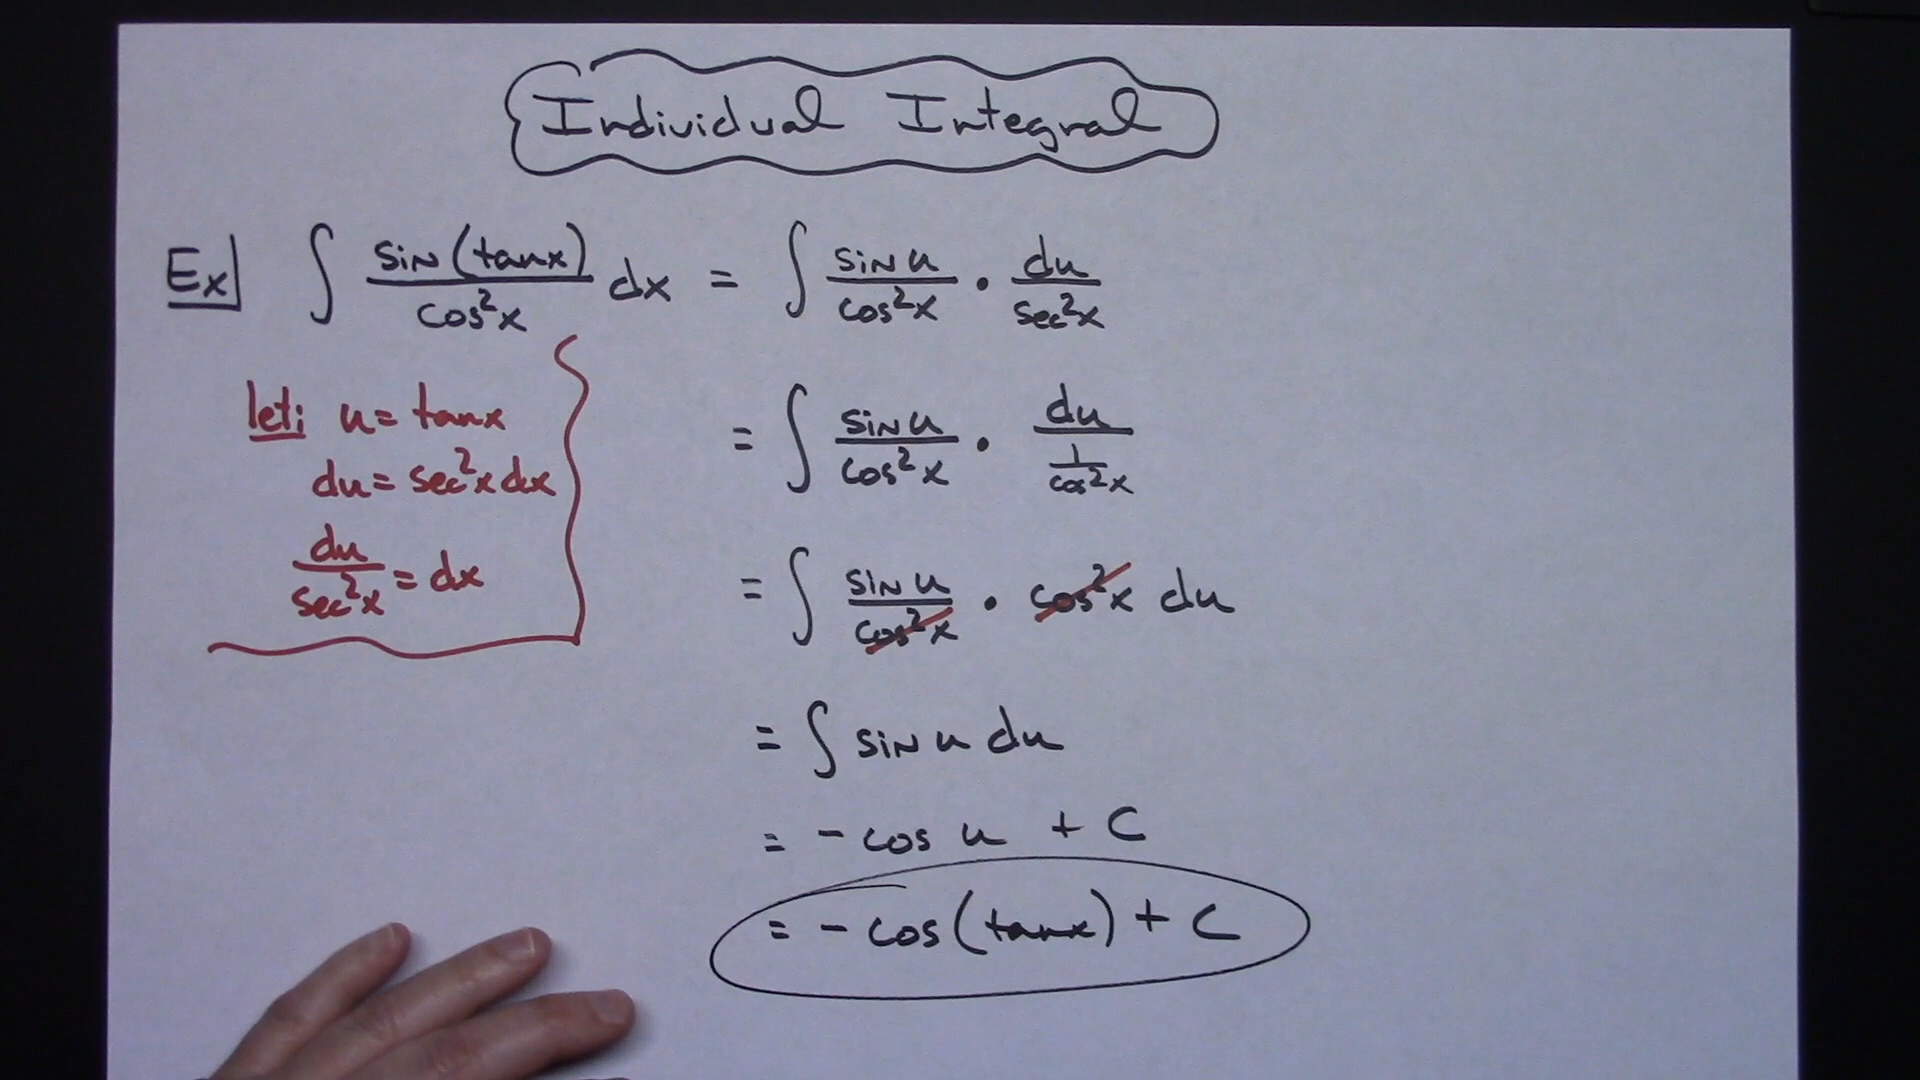 Individual Integral
Ex ∫ sin(tanx)/cos²x dx = ∫ sin u/cos²x · du/sec²x
let: u = tanx
du = sec²x dx
du/sec²x = dx
= ∫ sin u/cos²x · du/(1/cos²x)
= ∫ sin u/cos²x · cos²x du
= ∫ sin u du
= - cos u + C
= - cos(tanx) + C